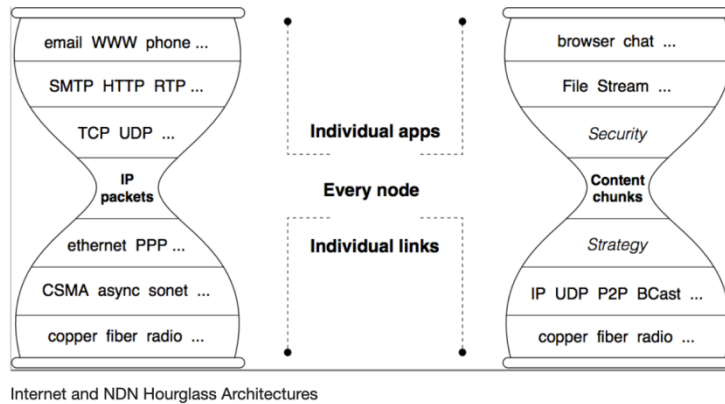 email WWW phone ...
SMTP HTTP RTP ...
TCP UDP ...
IP
packets
ethernet PPP ...
CSMA async sonet ...
copper fiber radio ...
Individual apps
Every node
Individual links
browser chat ...
File Stream ...
Security
Content
chunks
Strategy
IP UDP P2P BCast ...
copper fiber radio ...
Internet and NDN Hourglass Architectures